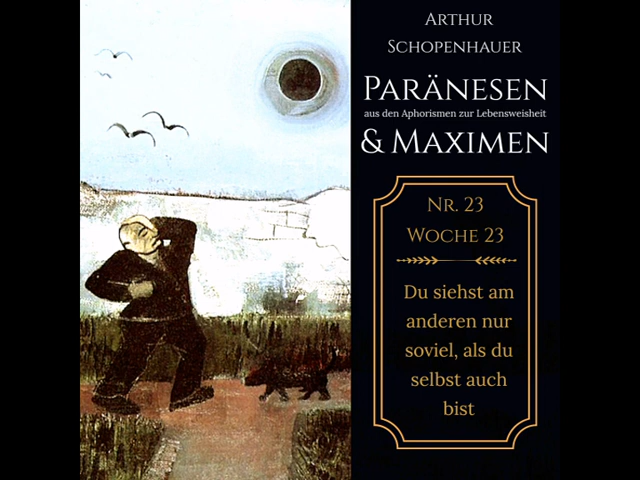 Arthur
Schopenhauer
Paränesen
aus den Aphorismen zur Lebensweisheit
& Maximen
Nr. 23
Woche 23
Du siehst am
anderen nur
soviel, als du
selbst auch
bist